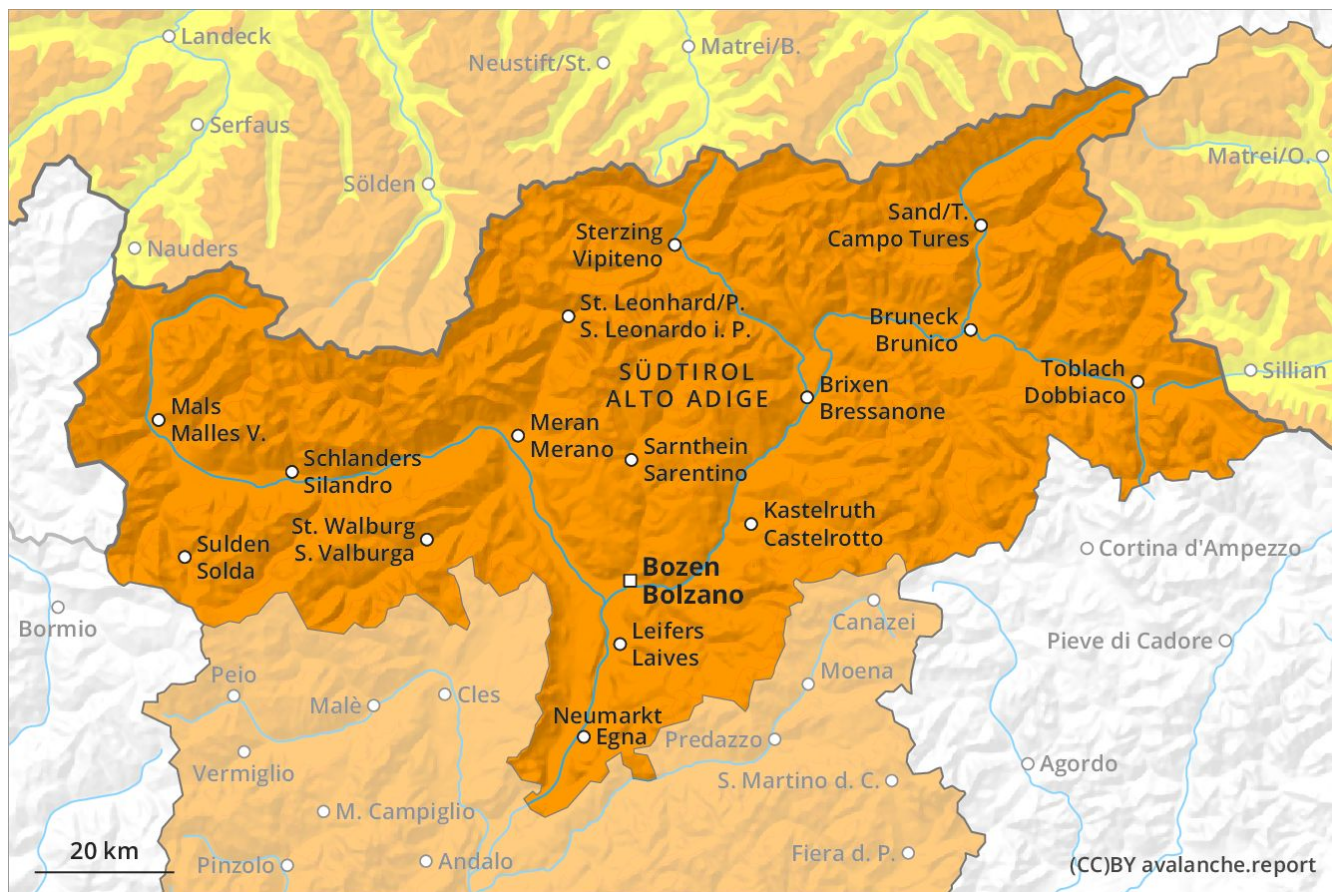 Landeck
Matrei/B.
Neustift/St.
Serfaus
Matrei/O.
Sölden
Nauders
Sand/T.
Campo Tures
Sterzing
Vipiteno
St. Leonhard/P.
S. Leonardo i. P.
Bruneck
Brunico
SÜDTIROL
ALTO ADIGE
Toblach
Dobbiaco
Sillian
Brixen
Bressanone
Mals
Malles V.
Meran
Merano
Sarnthein
Sarentino
Schlanders
Silandro
Kastelruth
Castelrotto
St. Walburg
S. Valburga
Sulden
Solda
Cortina d'Ampezzo
Bozen
Bolzano
Bormio
Canazei
Leifers
Laives
Pieve di Cadore
Peio
Moena
Malè
Cles
Neumarkt
Egna
Predazzo
Vermiglio
Agordo
S. Martino d. C.
M. Campiglio
20 km
Pinzolo
Andalo
Fiera d. P.
(CC)BY avalanche.report